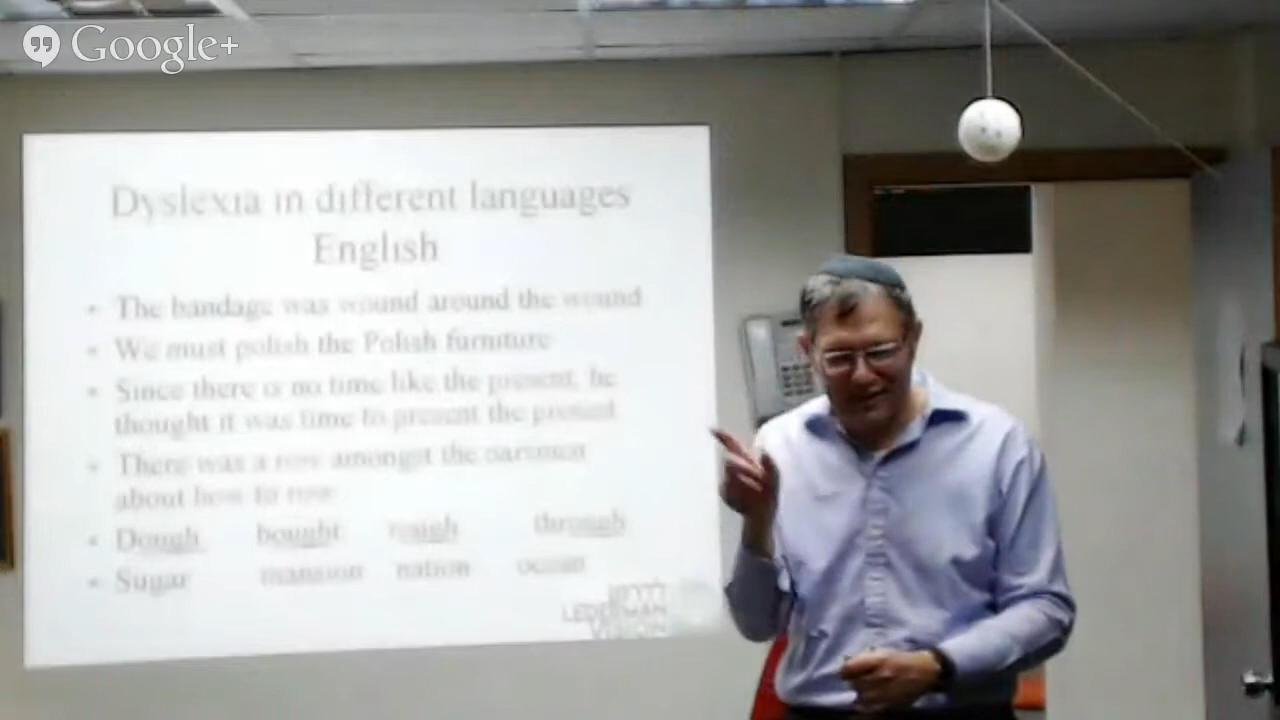 Google+
Dyslexia in different languages
English
• The bandage was wound around the wound
• We must polish the Polish furniture
• Since there is no time like the present, he
thought it was time to present the present
• There was a row amongst the oarsmen
about how to row
• Dough bought rough through
• Sugar mansion nation ocean
LEDERMAN
VISION